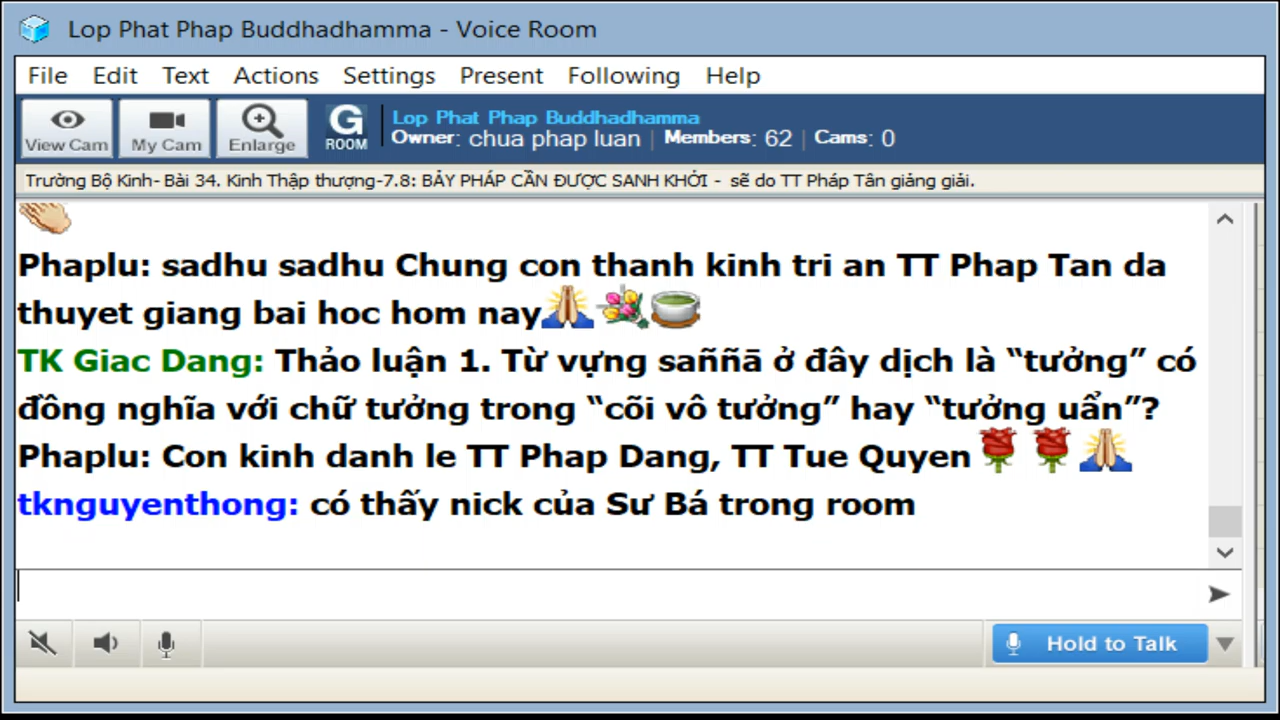 Lop Phat Phap Buddhadhamma - Voice Room
File Edit Text Actions Settings Present Following Help
View Cam My Cam Enlarge G ROOM
Lop Phat Phap Buddhadhamma
Owner: chua phap luan | Members: 62 | Cams: 0
Trường Bộ Kinh- Bài 34. Kinh Thập thượng-7.8: BẢY PHÁP CẦN ĐƯỢC SANH KHỞI - sẽ do TT Pháp Tân giảng giải.
Phaplu: sadhu sadhu Chung con thanh kinh tri an TT Phap Tan da
thuyet giang bai hoc hom nay
TK Giac Dang: Thảo luận 1. Từ vựng saññā ở đây dịch là “tưởng” có
đồng nghĩa với chữ tưởng trong “cõi vô tưởng” hay “tưởng uẩn”?
Phaplu: Con kinh danh le TT Phap Dang, TT Tue Quyen
tknguyenthong: có thấy nick của Sư Bá trong room
Hold to Talk